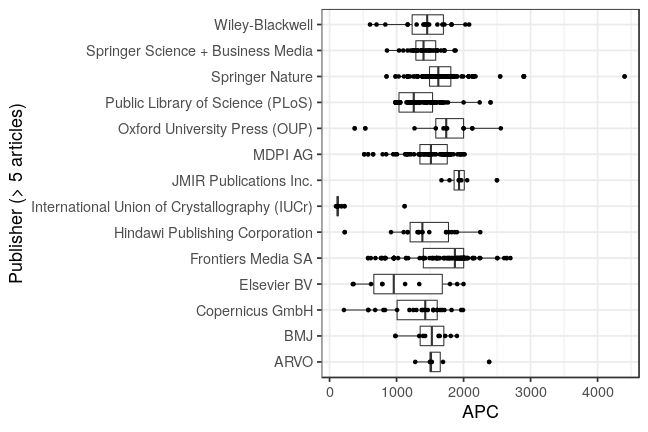 Publisher (> 5 articles)
Wiley-Blackwell
Springer Science + Business Media
Springer Nature
Public Library of Science (PLoS)
Oxford University Press (OUP)
MDPI AG
JMIR Publications Inc.
International Union of Crystallography (IUCr)
Hindawi Publishing Corporation
Frontiers Media SA
Elsevier BV
Copernicus GmbH
BMJ
ARVO
0 1000 2000 3000 4000
APC